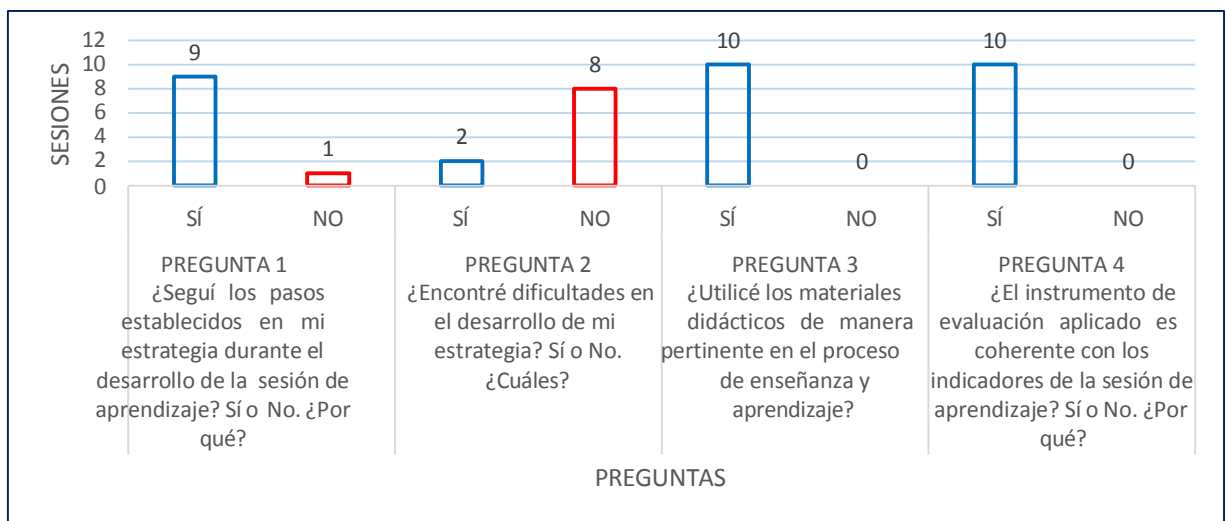 SESIONES
12
10
8
6
4
2
0
9
1
2
8
10
0
10
0
SÍ
NO
SÍ
NO
SÍ
NO
SÍ
NO
PREGUNTA 1
¿Seguí los pasos
establecidos en mi
estrategia durante el
desarrollo de la sesión de
aprendizaje? Sí o No. ¿Por
qué?
PREGUNTA 2
¿Encontré dificultades en
el desarrollo de mi
estrategia? Sí o No.
¿Cuáles?
PREGUNTA 3
¿Utilicé los materiales
didácticos de manera
pertinente en el proceso
de enseñanza y
aprendizaje?
PREGUNTA 4
¿El instrumento de
evaluación aplicado es
coherente con los
indicadores de la sesión de
aprendizaje? Sí o No. ¿Por
qué?
PREGUNTAS